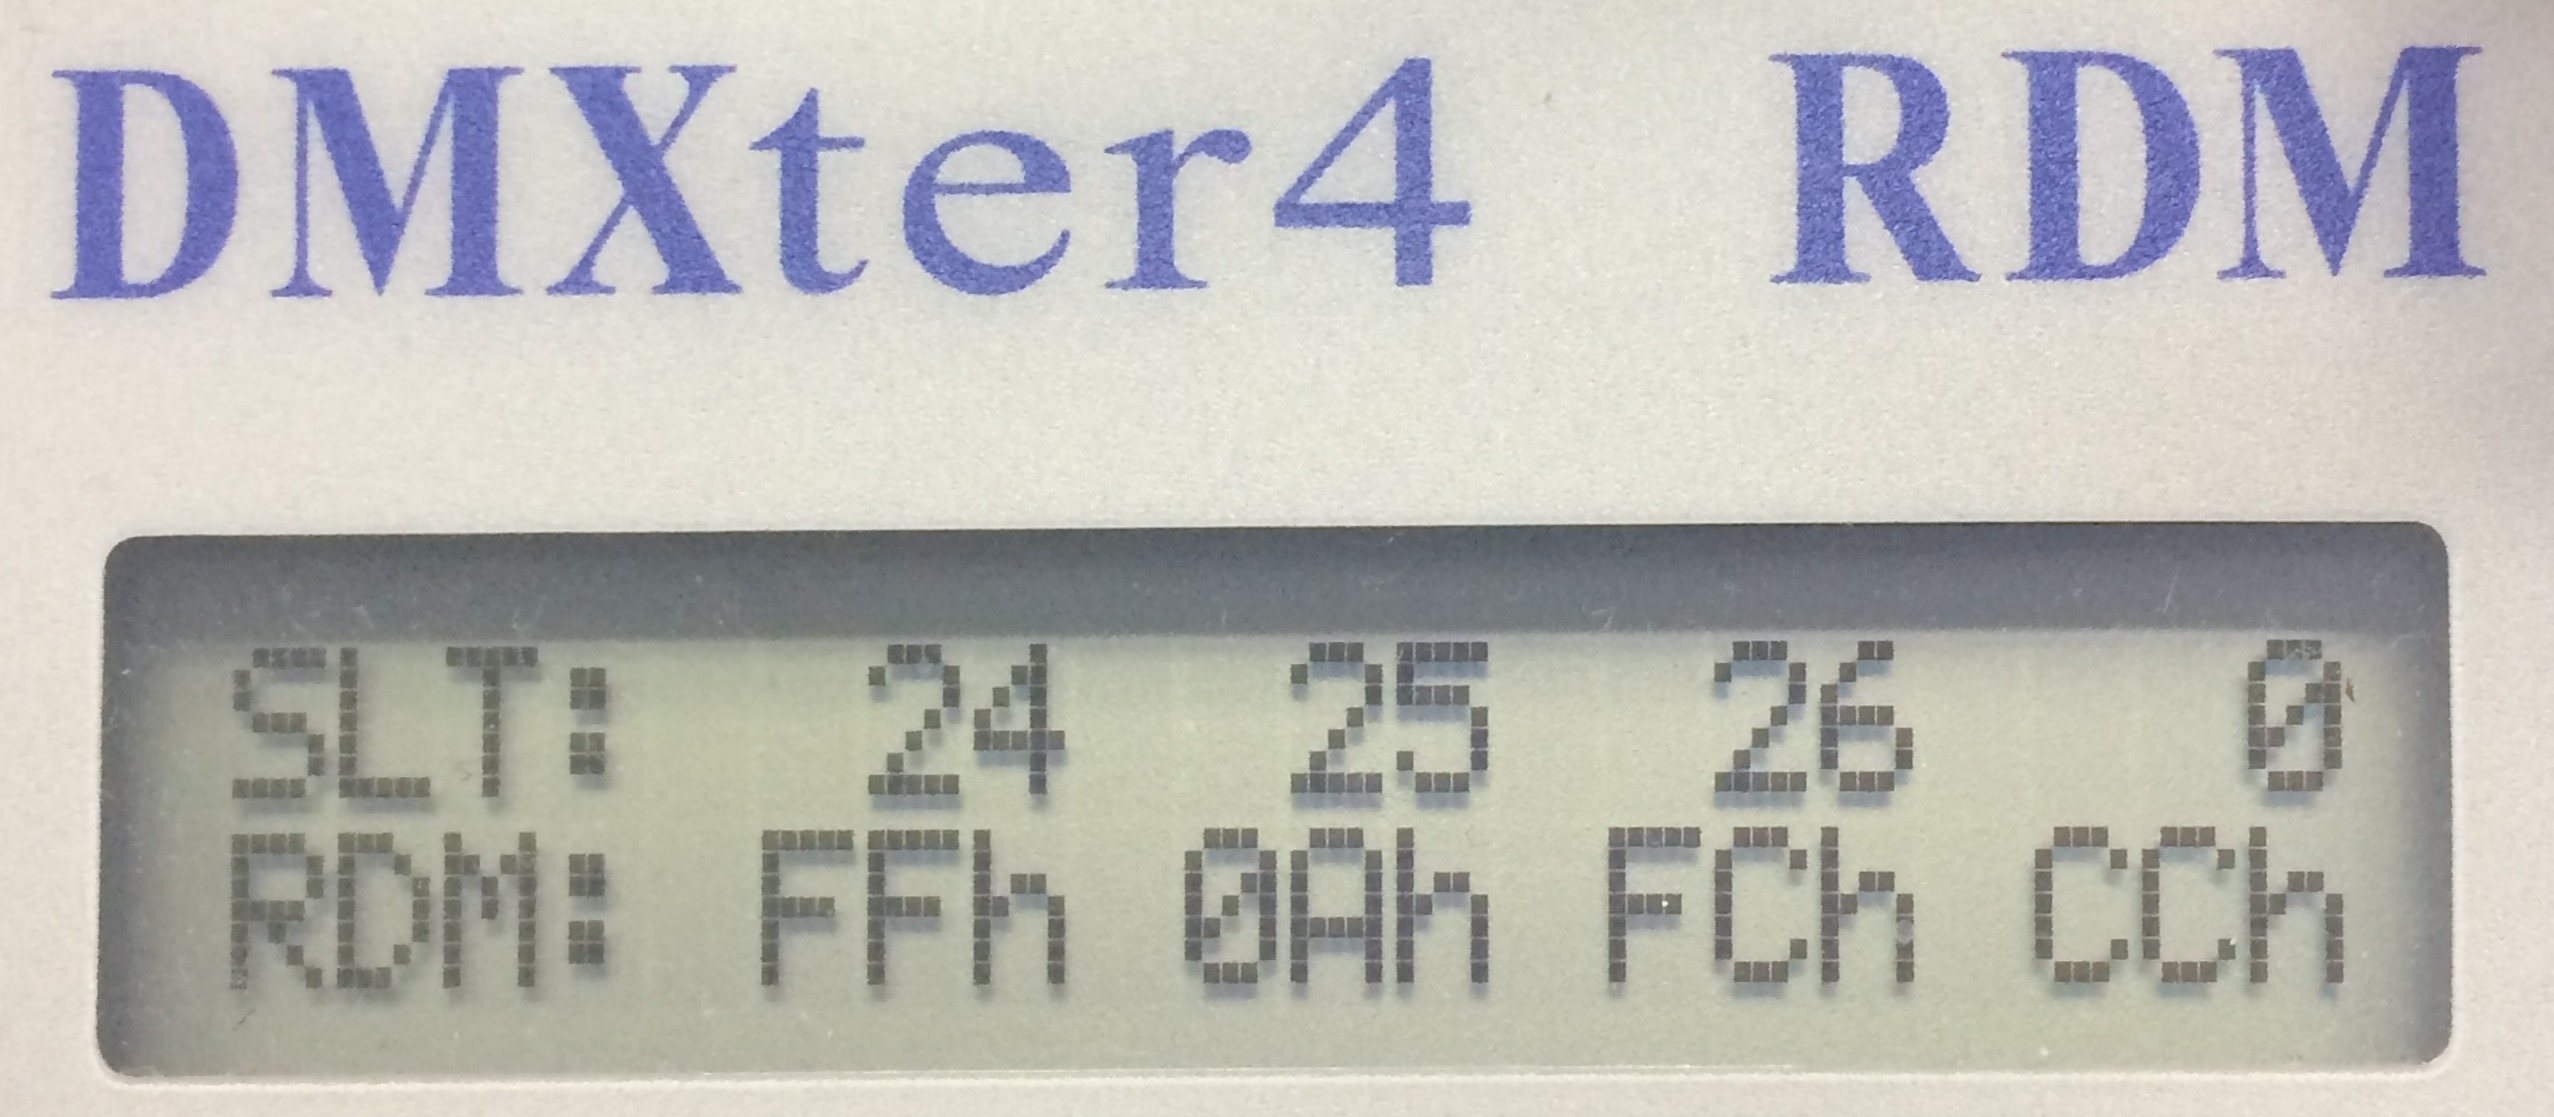 DMXter4 RDM
SLT: 24 25 26 0
RDM: FFh 0Ah FCh CCh